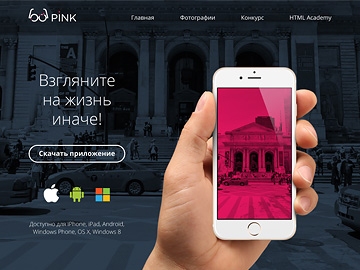 PINK
Главная Фотографии Конкурс HTML Academy
Взгляните
на жизнь
иначе!
Скачать приложение
Доступно для iPhone, iPad, Android,
Windows Phone, OS X, Windows 8